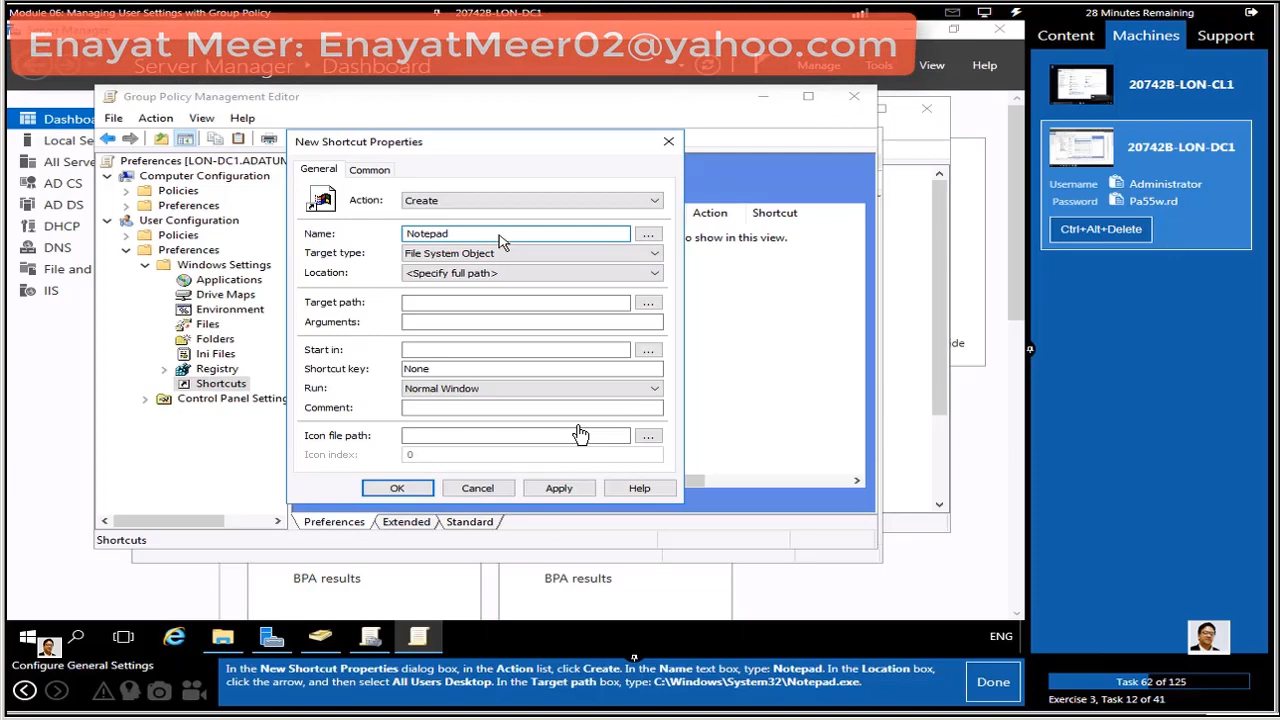 Module 06: Managing User Settings with Group Policy
20742B-LON-DC1
28 Minutes Remaining
Enayat Meer: EnayatMeer02@yahoo.com
Server Manager
Dashboard
Manage
Tools
View
Help
Content
Machines
Support
20742B-LON-CL1
20742B-LON-DC1
Username
Administrator
Password
Pa55w.rd
Ctrl+Alt+Delete
Dashbo
Local Se
All Serve
AD CS
AD DS
DHCP
DNS
File and
IIS
Group Policy Management Editor
File
Action
View
Help
Preferences [LON-DC1.ADATUN
Computer Configuration
Policies
Preferences
User Configuration
Policies
Preferences
Windows Settings
Applications
Drive Maps
Environment
Files
Folders
Ini Files
Registry
Shortcuts
Control Panel Setting
New Shortcut Properties
General
Common
Action:
Create
Name:
Notepad
Target type:
File System Object
Location:
<Specify full path>
Target path:
...
Arguments:
Start in:
...
Shortcut key:
None
Run:
Normal Window
Comment:
Icon file path:
...
Icon index:
0
OK
Cancel
Apply
Help
Action
Shortcut
o show in this view.
ide
Preferences
Extended
Standard
Shortcuts
BPA results
BPA results
ENG
Configure General Settings
In the New Shortcut Properties dialog box, in the Action list, click Create. In the Name text box, type: Notepad. In the Location box,
click the arrow, and then select All Users Desktop. In the Target path box, type: C:\Windows\System32\Notepad.exe.
Done
Task 62 of 125
Exercise 3, Task 12 of 41